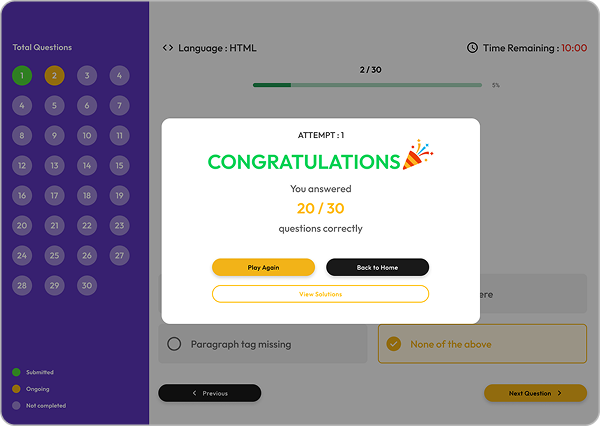 Total Questions
1 2 3 4
4 5 6 7
8 9 10 11
12 13 14 15
16 17 18 19
20 21 22 23
24 25 26 27
28 29 30
Submitted
Ongoing
Not completed
<> Language : HTML
Time Remaining : 10:00
2 / 30
5%
ATTEMPT : 1
CONGRATULATIONS
You answered
20 / 30
questions correctly
Play Again
Back to Home
View Solutions
Paragraph tag missing
None of the above
Previous
Next Question